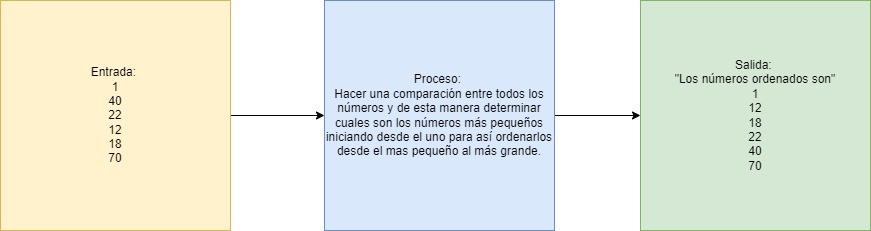 Entrada:
1
40
22
12
18
70
Proceso:
Hacer una comparación entre todos los
números y de esta manera determinar
cuales son los números más pequeños
iniciando desde el uno para así ordenarlos
desde el mas pequeño al más grande.
Salida:
"Los números ordenados son"
1
12
18
22
40
70